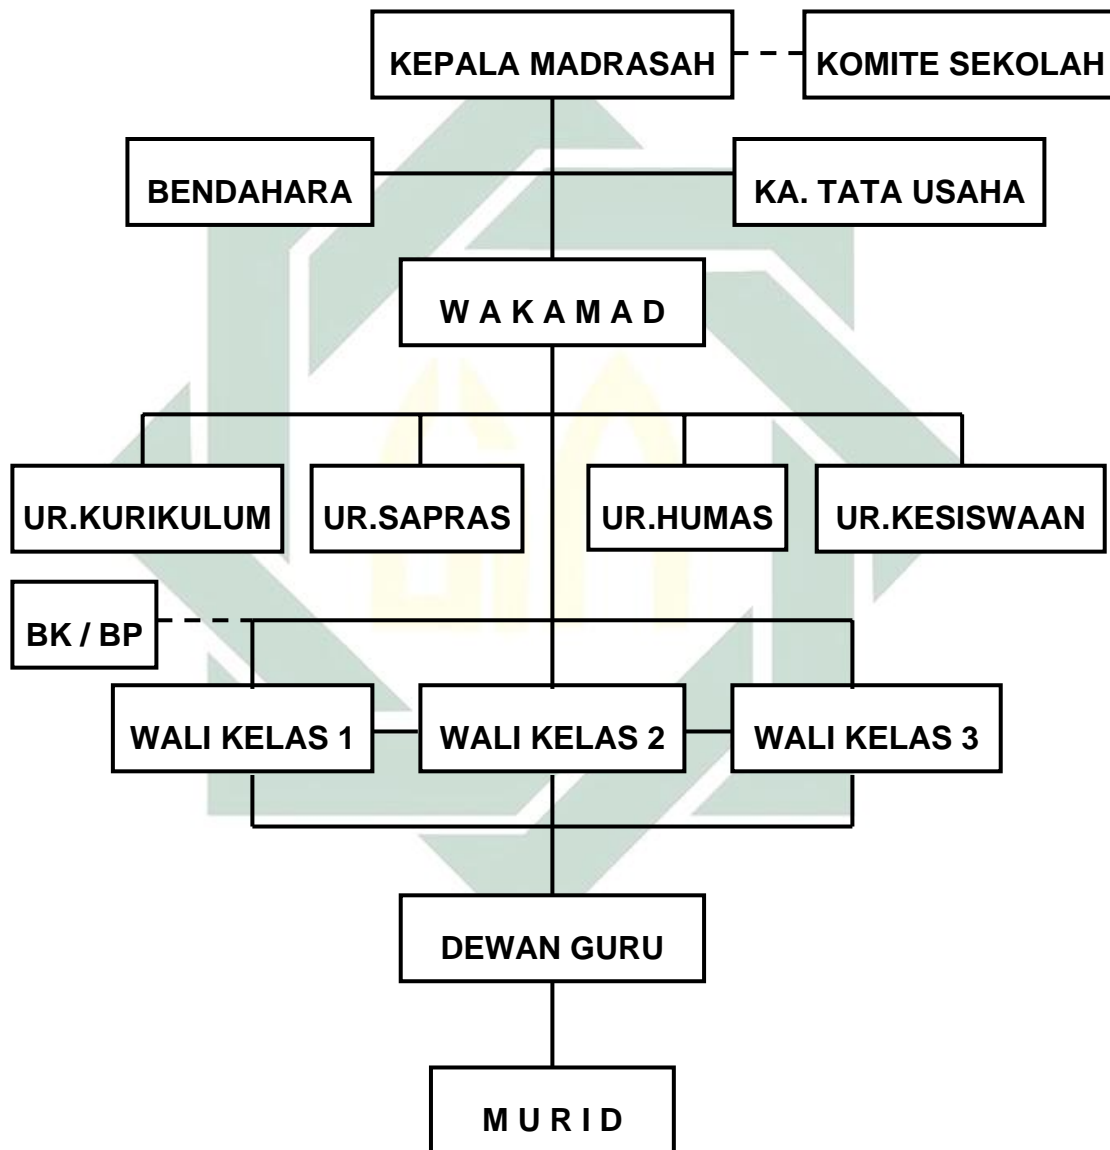 KEPALA MADRASAH
KOMITE SEKOLAH
BENDAHARA
KA. TATA USAHA
W A K A M A D
UR.KURIKULUM
UR.SAPRAS
UR.HUMAS
UR.KESISWAAN
BK / BP
WALI KELAS 1
WALI KELAS 2
WALI KELAS 3
DEWAN GURU
M U R I D